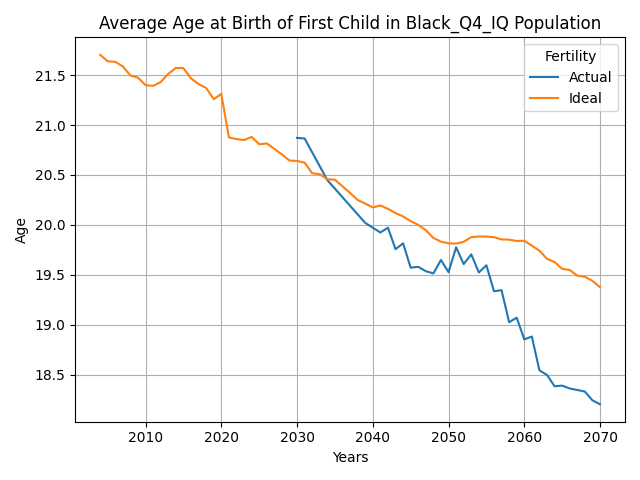 Average Age at Birth of First Child in Black_Q4_IQ Population
Fertility
Actual
Ideal
21.5
21.0
20.5
20.0
19.5
19.0
18.5
Age
2010
2020
2030
2040
2050
2060
2070
Years